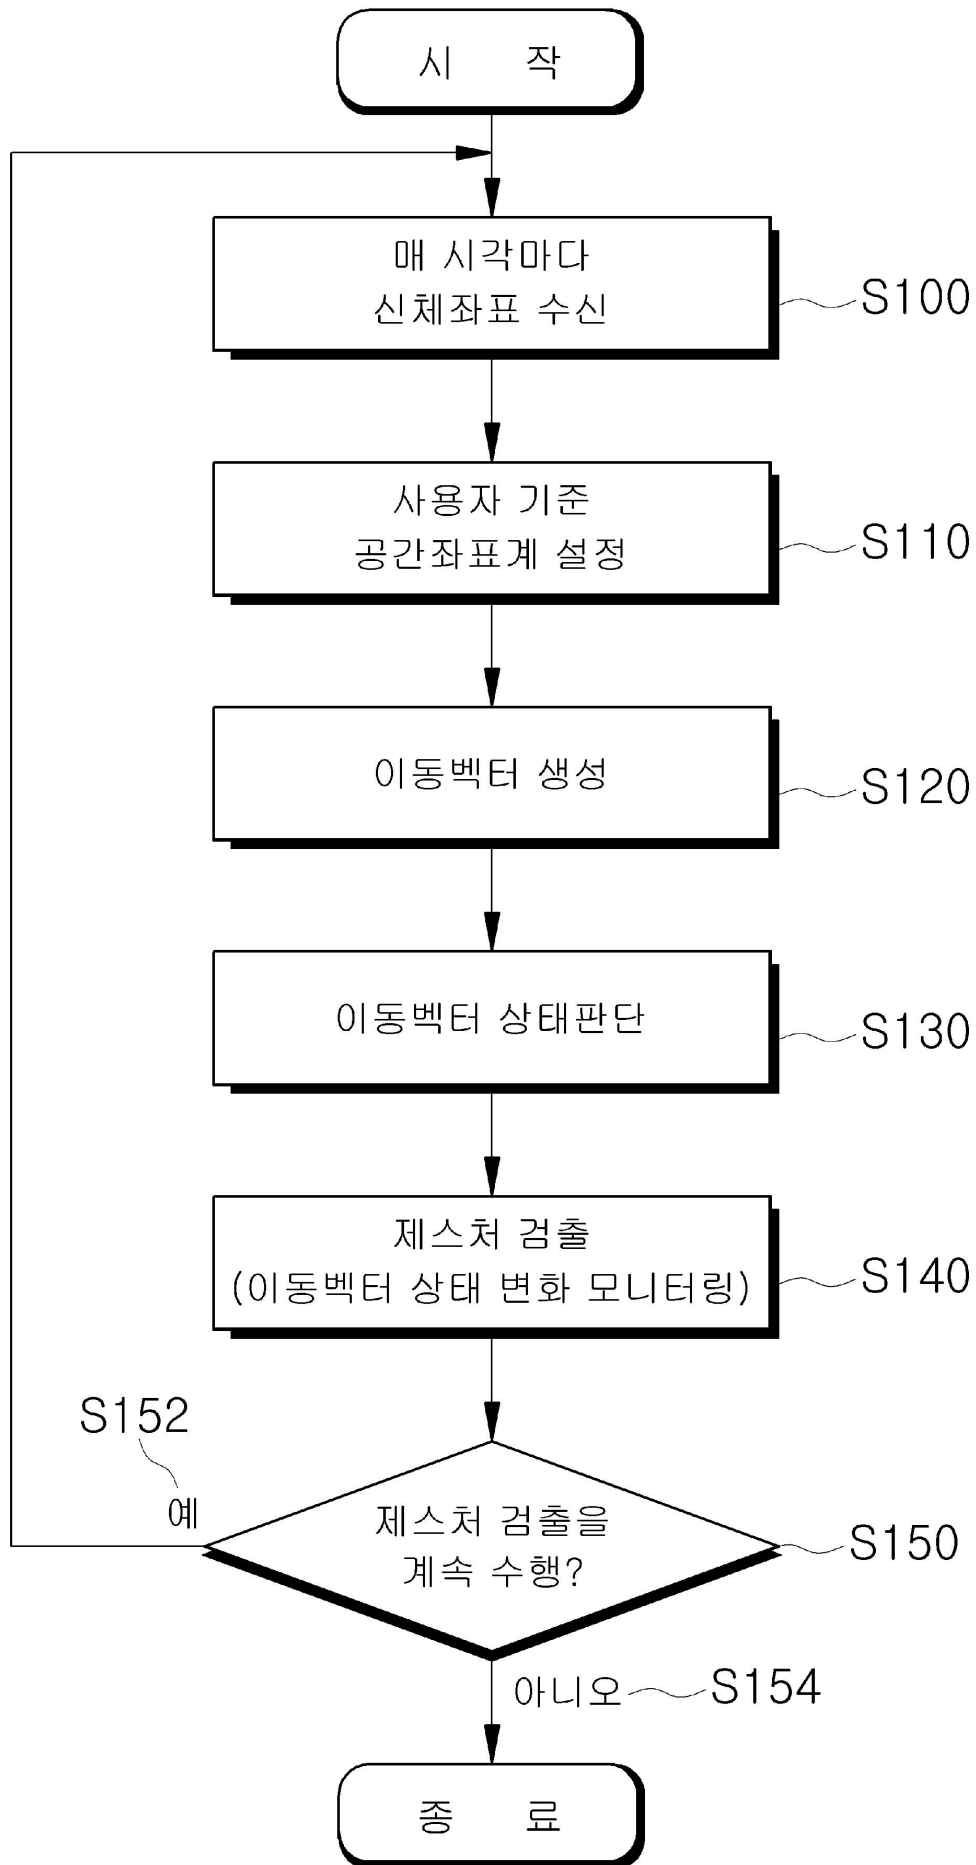 시 작
매 시각마다
신체좌표 수신
S100
사용자 기준
공간좌표계 설정
S110
이동벡터 생성
S120
이동벡터 상태판단
S130
제스처 검출
(이동벡터 상태 변화 모니터링)
S140
S152
예
제스처 검출을
계속 수행?
S150
아니오
S154
종 료